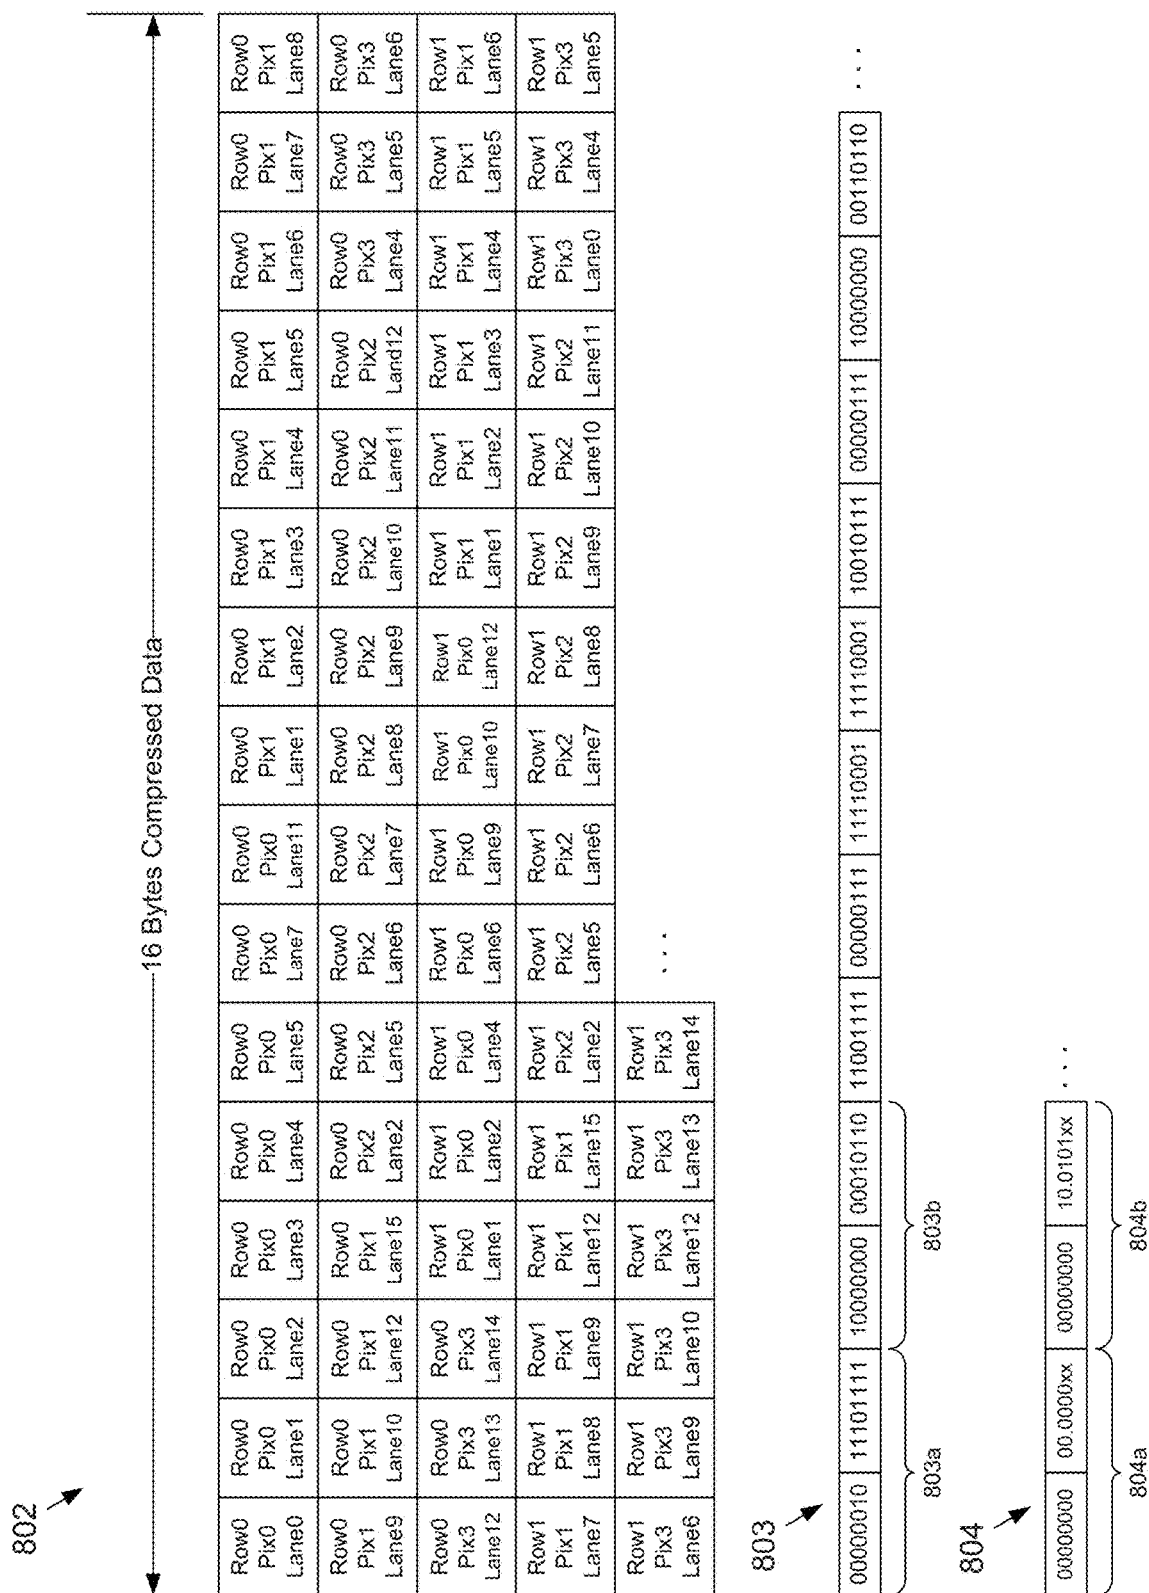 802
16 Bytes Compressed Data
Row0 Row0 Row0 Row0 Row0 Row0 Row0 Row0 Row0 Row0 Row0 Row0 Row0 Row0 Row0 Row0
Pix0 Pix0 Pix0 Pix0 Pix0 Pix0 Pix0 Pix0 Pix1 Pix1 Pix1 Pix1 Pix1 Pix1 Pix1 Pix1
Lane0 Lane1 Lane2 Lane3 Lane4 Lane5 Lane7 Lane11 Lane1 Lane2 Lane3 Lane4 Lane5 Lane6 Lane7 Lane8
Row0 Row0 Row0 Row0 Row0 Row0 Row0 Row0 Row0 Row0 Row0 Row0 Row0 Row0 Row0 Row0
Pix1 Pix1 Pix1 Pix1 Pix2 Pix2 Pix2 Pix2 Pix2 Pix2 Pix2 Pix2 Pix2 Pix3 Pix3 Pix3
Lane9 Lane10 Lane12 Lane15 Lane2 Lane5 Lane6 Lane7 Lane8 Lane9 Lane10 Lane11 Land12 Lane4 Lane5 Lane6
Row0 Row0 Row0 Row1 Row1 Row1 Row1 Row1 Row1 Row1 Row1 Row1 Row1 Row1 Row1 Row1
Pix3 Pix3 Pix3 Pix0 Pix0 Pix0 Pix0 Pix0 Pix0 Pix0 Pix1 Pix1 Pix1 Pix1 Pix1 Pix1
Lane12 Lane13 Lane14 Lane1 Lane2 Lane4 Lane6 Lane9 Lane10 Lane12 Lane1 Lane2 Lane3 Lane4 Lane5 Lane6
Row1 Row1 Row1 Row1 Row1 Row1 Row1 Row1 Row1 Row1 Row1 Row1 Row1 Row1 Row1 Row1
Pix1 Pix1 Pix1 Pix1 Pix1 Pix2 Pix2 Pix2 Pix2 Pix2 Pix2 Pix2 Pix2 Pix3 Pix3 Pix3
Lane7 Lane8 Lane9 Lane12 Lane15 Lane2 Lane5 Lane6 Lane7 Lane8 Lane9 Lane10 Lane11 Lane0 Lane4 Lane5
Row1 Row1 Row1 Row1 Row1 Row1
Pix3 Pix3 Pix3 Pix3 Pix3 Pix3 . . .
Lane6 Lane9 Lane10 Lane12 Lane13 Lane14
803
00000010 11101111 10000000 00010110 11001111 00000111 11110001 11110001 10010111 00000111 10000000 00110110 . . .
803a 803b
804
00000000 00.0000xx 00000000 10.0101xx . . .
804a 804b